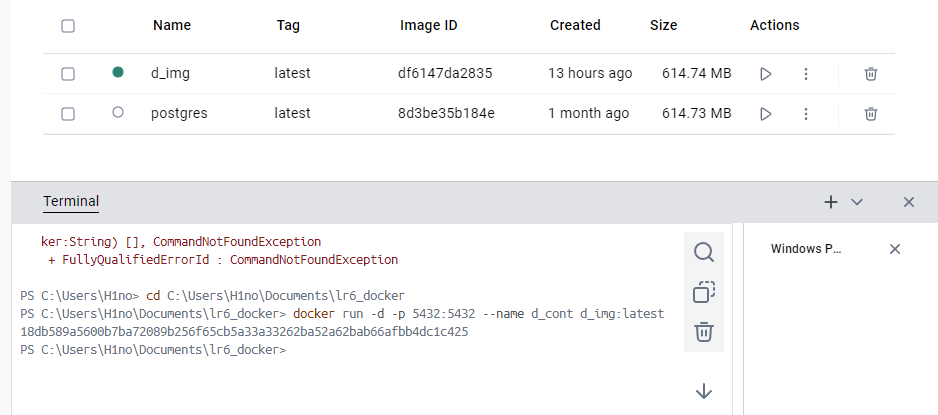 Name Tag Image ID Created Size Actions
d_img latest df6147da2835 13 hours ago 614.74 MB
postgres latest 8d3be35b184e 1 month ago 614.73 MB
Terminal
Windows P...
ker:String) [], CommandNotFoundException
+ FullyQualifiedErrorId : CommandNotFoundException
PS C:\Users\H1no> cd C:\Users\H1no\Documents\lr6_docker
PS C:\Users\H1no\Documents\lr6_docker> docker run -d -p 5432:5432 --name d_cont d_img:latest
18db589a5600b7ba72089b256f65cb5a33a33262ba52a62bab66afbb4dc1c425
PS C:\Users\H1no\Documents\lr6_docker>